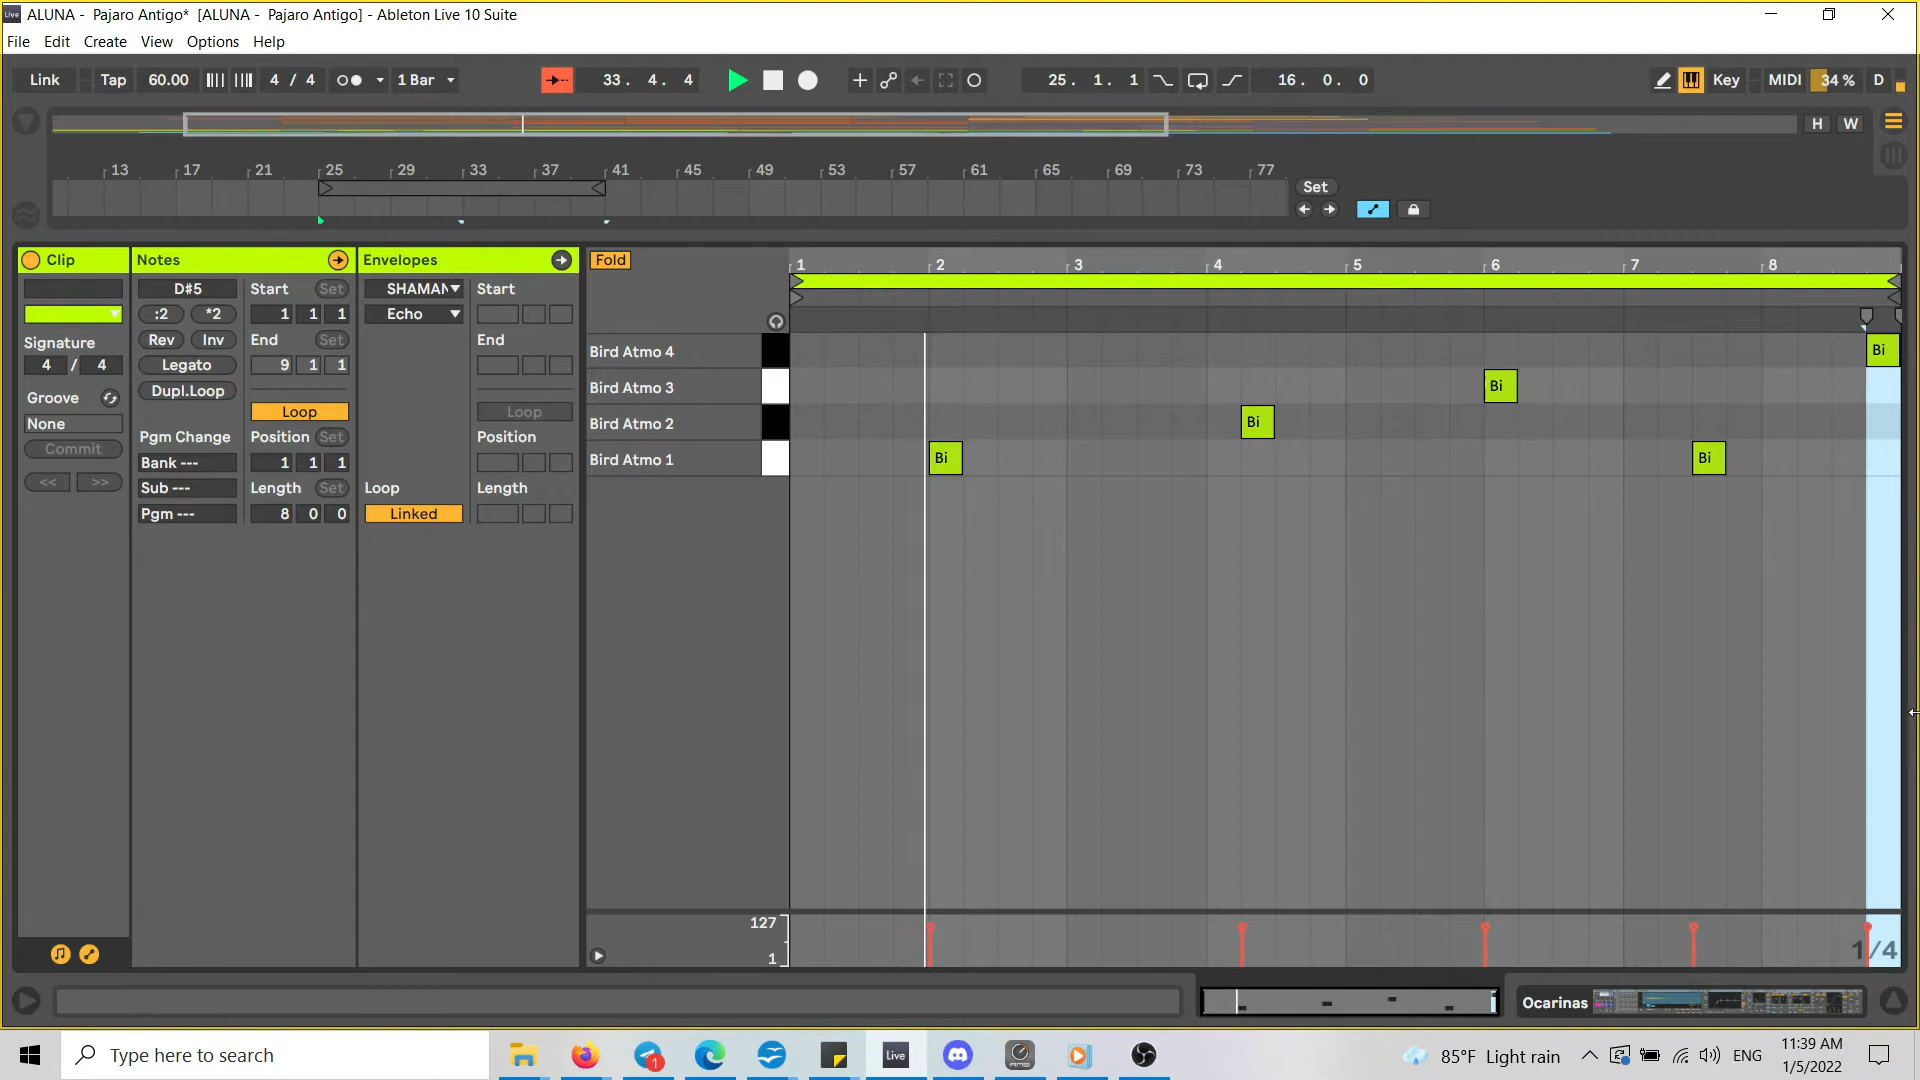 ALUNA - Pajaro Antigo* [ALUNA - Pajaro Antigo] - Ableton Live 10 Suite
File Edit Create View Options Help
Link Tap 60.00 4 / 4 1 Bar 33. 4. 4 25. 1. 1 16. 0. 0 Key MIDI 34 % D
H W
13 17 21 25 29 33 37 41 45 49 53 57 61 65 69 73 77
Set
Clip Notes Envelopes Fold 1 2 3 4 5 6 7 8
D#5 Start Set SHAMAN Start
:2 *2 1 1 1 Echo
Signature Rev Inv End Set End
4 / 4 Legato 9 1 1
Dupl.Loop
Groove
None Loop Loop
Commit Pgm Change Position Set Position
Bank --- 1 1 1
<< >> Sub --- Length Set Loop Length
Pgm --- 8 0 0 Linked
Bird Atmo 4 Bi
Bird Atmo 3 Bi
Bird Atmo 2 Bi
Bird Atmo 1 Bi Bi
127
1
1/4
Ocarinas
Type here to search
1
Live
85°F Light rain ENG 11:39 AM
1/5/2022